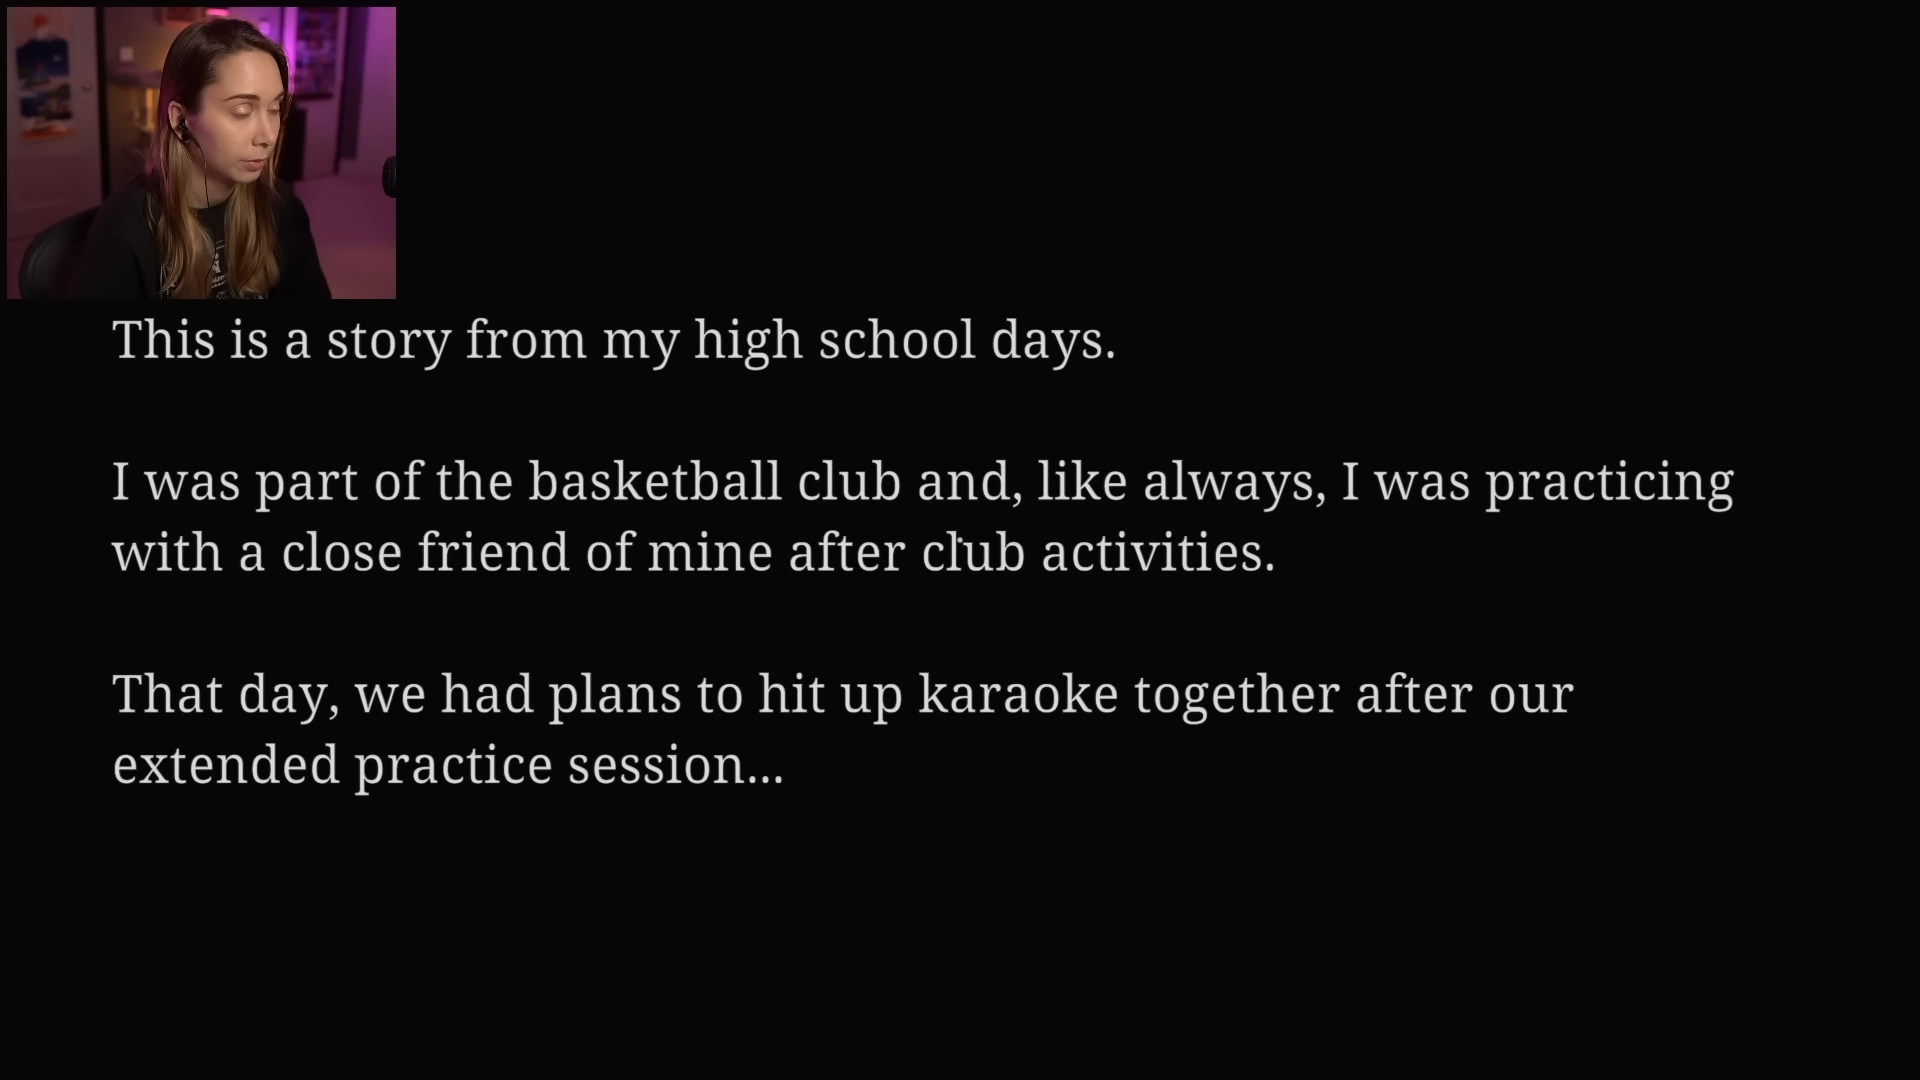 This is a story from my high school days.
I was part of the basketball club and, like always, I was practicing
with a close friend of mine after club activities.
That day, we had plans to hit up karaoke together after our
extended practice session...